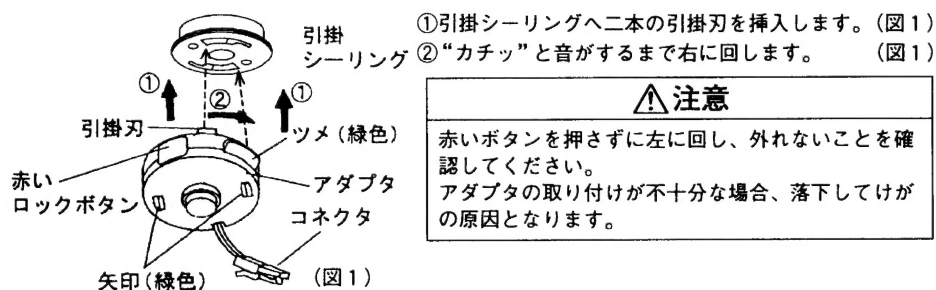 ①引掛シーリングへ二本の引掛刃を挿入します。(図1)
②“カチッ”と音がするまで右に回します。 (図1)
⚠注意
赤いボタンを押さずに左に回し、外れないことを確
認してください。
アダプタの取り付けが不十分な場合、落下してけが
の原因となります。
引掛
シーリング
①
②
①
引掛刃
ツメ(緑色)
赤い
ロックボタン
アダプタ
コネクタ
矢印(緑色)
(図1)